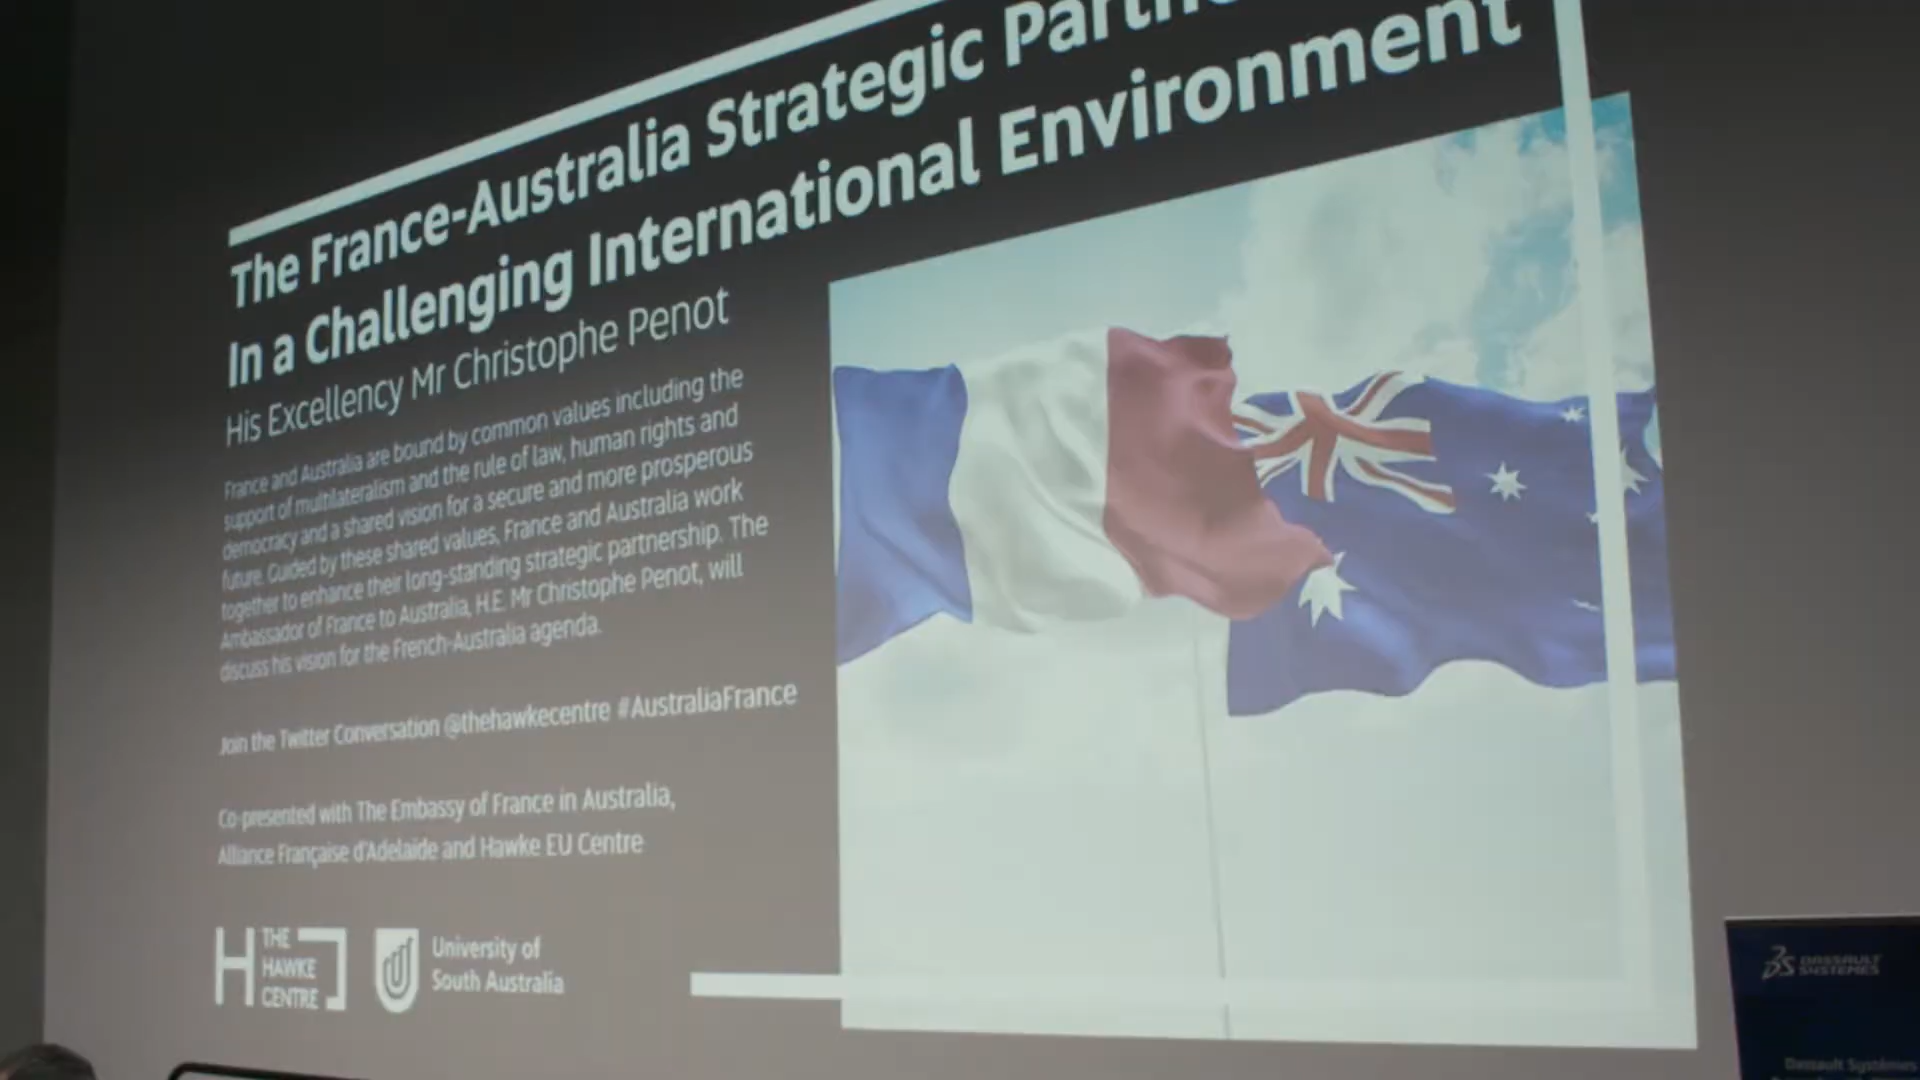 The France-Australia Strategic
In a Challenging International Environment
His Excellency Mr Christophe Penot
France and Australia are bound by common values including the
support of multilateralism and the rule of law, human rights and
democracy and a shared vision for a secure and more prosperous
future. Guided by these shared values, France and Australia work
together to enhance their long-standing strategic partnership. The
Ambassador of France to Australia, H.E. Mr Christophe Penot, will
discuss his vision for the French-Australia agenda.
Join the Twitter Conversation @thehawkecentre #AustraliaFrance
Co-presented with The Embassy of France in Australia,
Alliance Française d'Adelaide and Hawke EU Centre
H THE
HAWKE
CENTRE
University of
South Australia
3DS DASSAULT
SYSTEMES
Dassault Systèmes